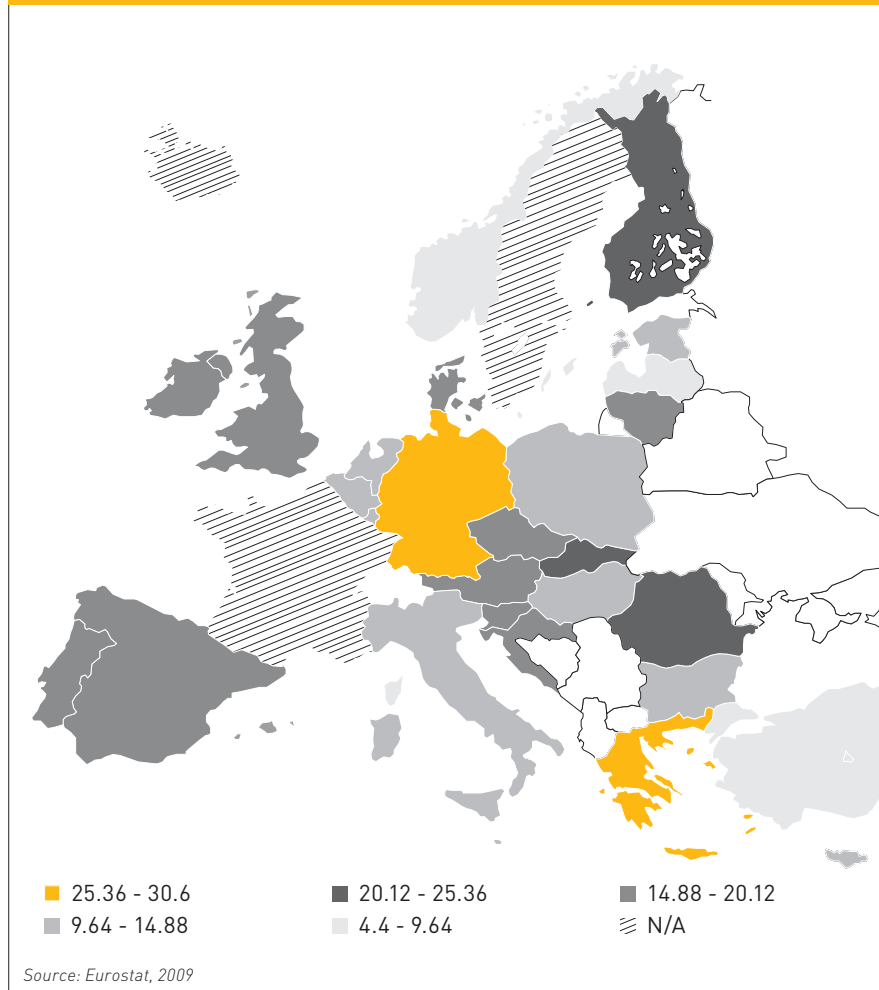 25.36 - 30.6
20.12 - 25.36
14.88 - 20.12
9.64 - 14.88
4.4 - 9.64
N/A
Source: Eurostat, 2009